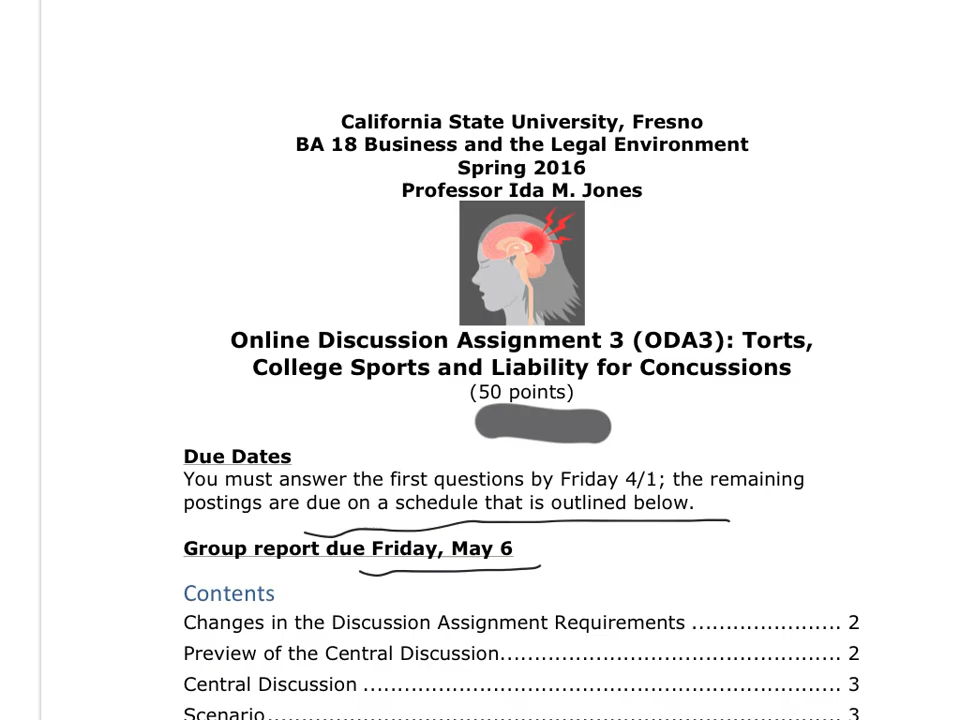 California State University, Fresno
BA 18 Business and the Legal Environment
Spring 2016
Professor Ida M. Jones
Online Discussion Assignment 3 (ODA3): Torts,
College Sports and Liability for Concussions
(50 points)
Due Dates
You must answer the first questions by Friday 4/1; the remaining
postings are due on a schedule that is outlined below.
Group report due Friday, May 6
Contents
Changes in the Discussion Assignment Requirements ...................... 2
Preview of the Central Discussion.................................................. 2
Central Discussion ...................................................................... 3
Scenario.................................................................................... 3